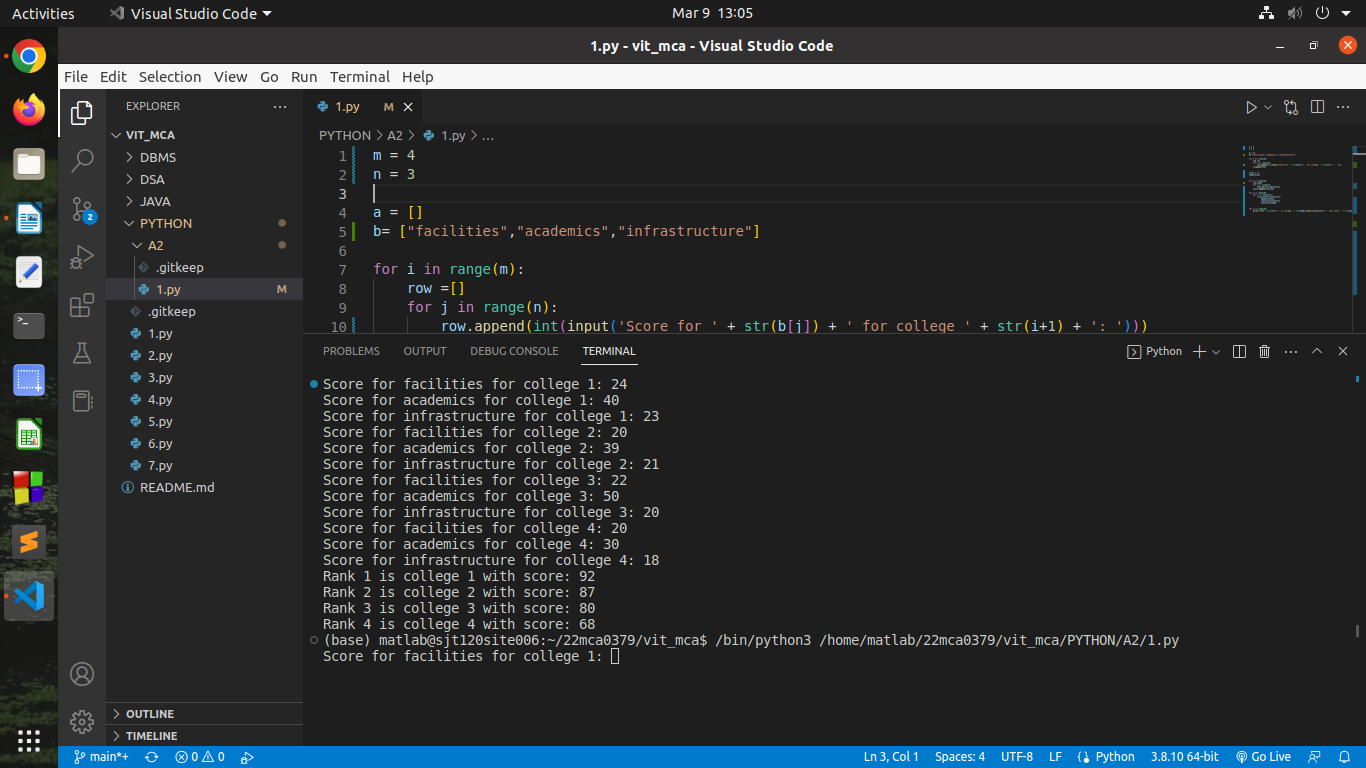 Activities
Visual Studio Code
Mar 9 13:05
1.py - vit_mca - Visual Studio Code
File Edit Selection View Go Run Terminal Help
EXPLORER
VIT_MCA
DBMS
DSA
JAVA
PYTHON
A2
.gitkeep
1.py M
.gitkeep
1.py
2.py
3.py
4.py
5.py
6.py
7.py
README.md
OUTLINE
TIMELINE
2
1.py M
PYTHON > A2 > 1.py > ...
1 m = 4
2 n = 3
3
4 a = []
5 b= ["facilities","academics","infrastructure"]
6
7 for i in range(m):
8 row =[]
9 for j in range(n):
10 row.append(int(input('Score for ' + str(b[j]) + ' for college ' + str(i+1) + ': ')))
PROBLEMS OUTPUT DEBUG CONSOLE TERMINAL
Python
Score for facilities for college 1: 24
Score for academics for college 1: 40
Score for infrastructure for college 1: 23
Score for facilities for college 2: 20
Score for academics for college 2: 39
Score for infrastructure for college 2: 21
Score for facilities for college 3: 22
Score for academics for college 3: 50
Score for infrastructure for college 3: 20
Score for facilities for college 4: 20
Score for academics for college 4: 30
Score for infrastructure for college 4: 18
Rank 1 is college 1 with score: 92
Rank 2 is college 2 with score: 87
Rank 3 is college 3 with score: 80
Rank 4 is college 4 with score: 68
(base) matlab@sjt120site006:~/22mca0379/vit_mca$ /bin/python3 /home/matlab/22mca0379/vit_mca/PYTHON/A2/1.py
Score for facilities for college 1:
main*+ 0 0 Ln 3, Col 1 Spaces: 4 UTF-8 LF Python 3.8.10 64-bit Go Live